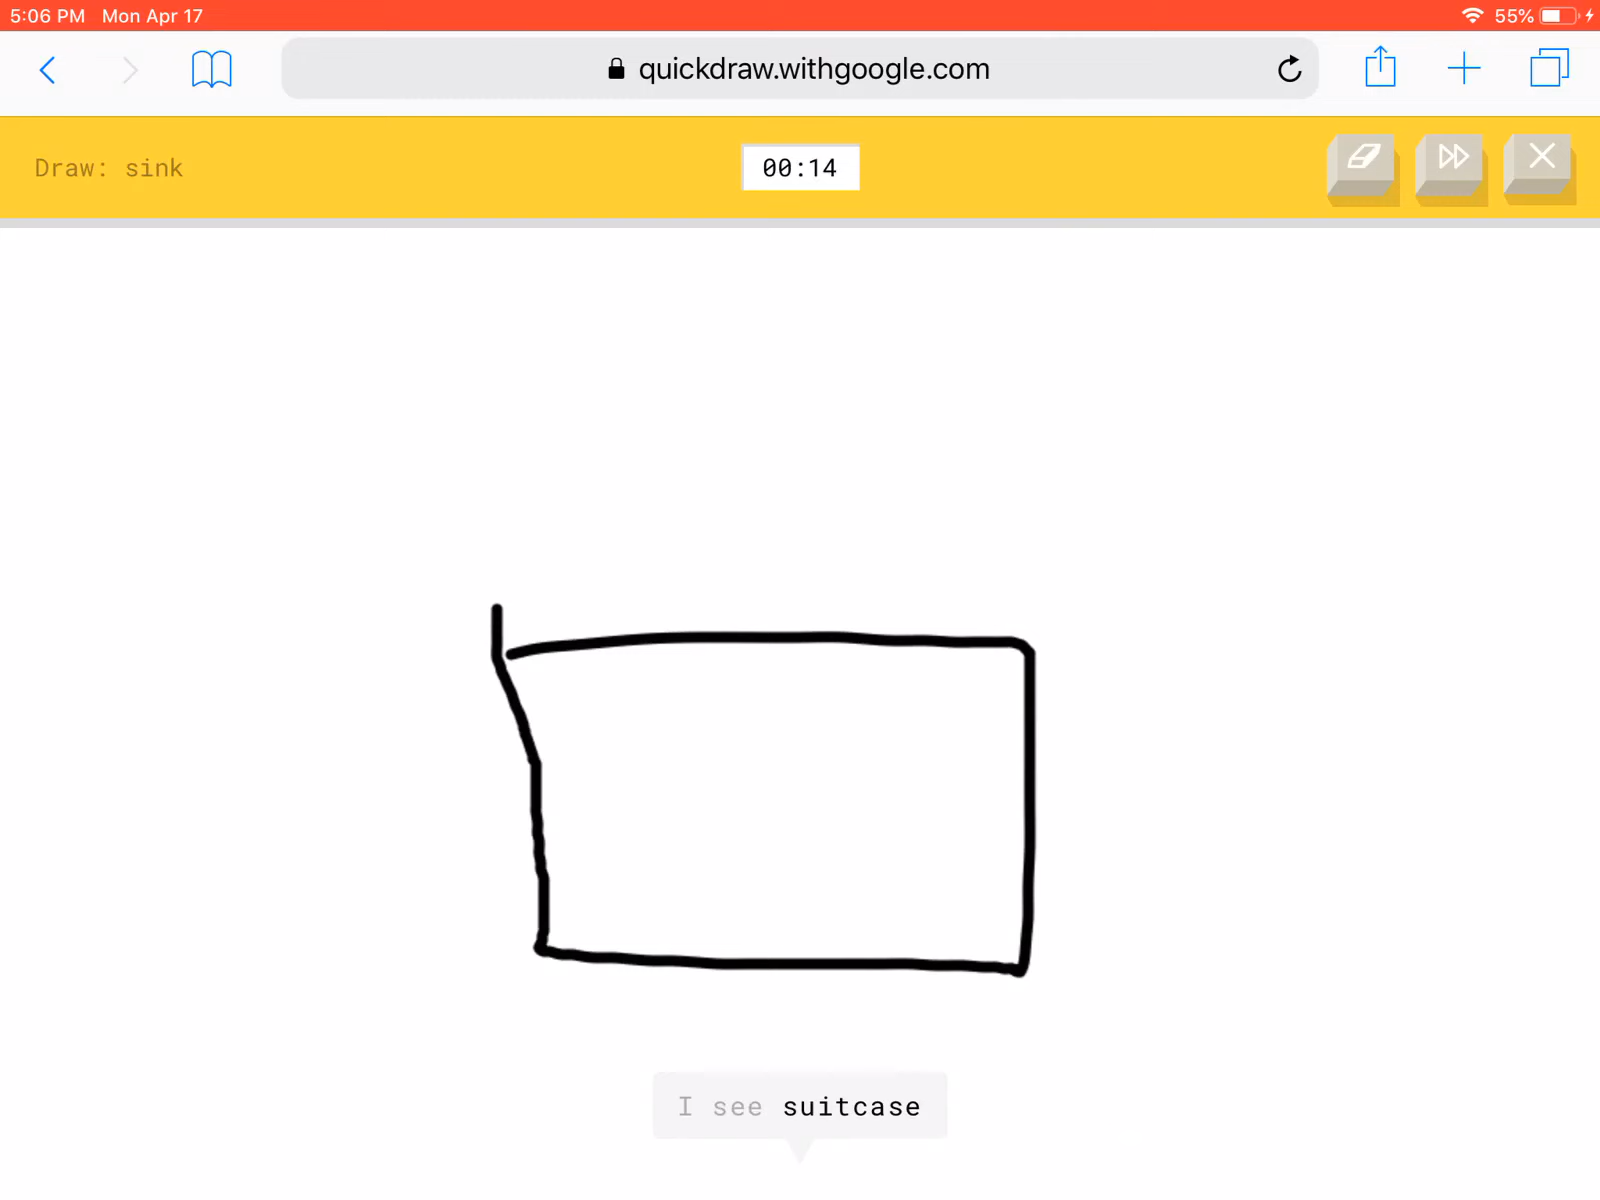 5:06 PM Mon Apr 17 55%
quickdraw.withgoogle.com
Draw: sink 00:14
I see suitcase